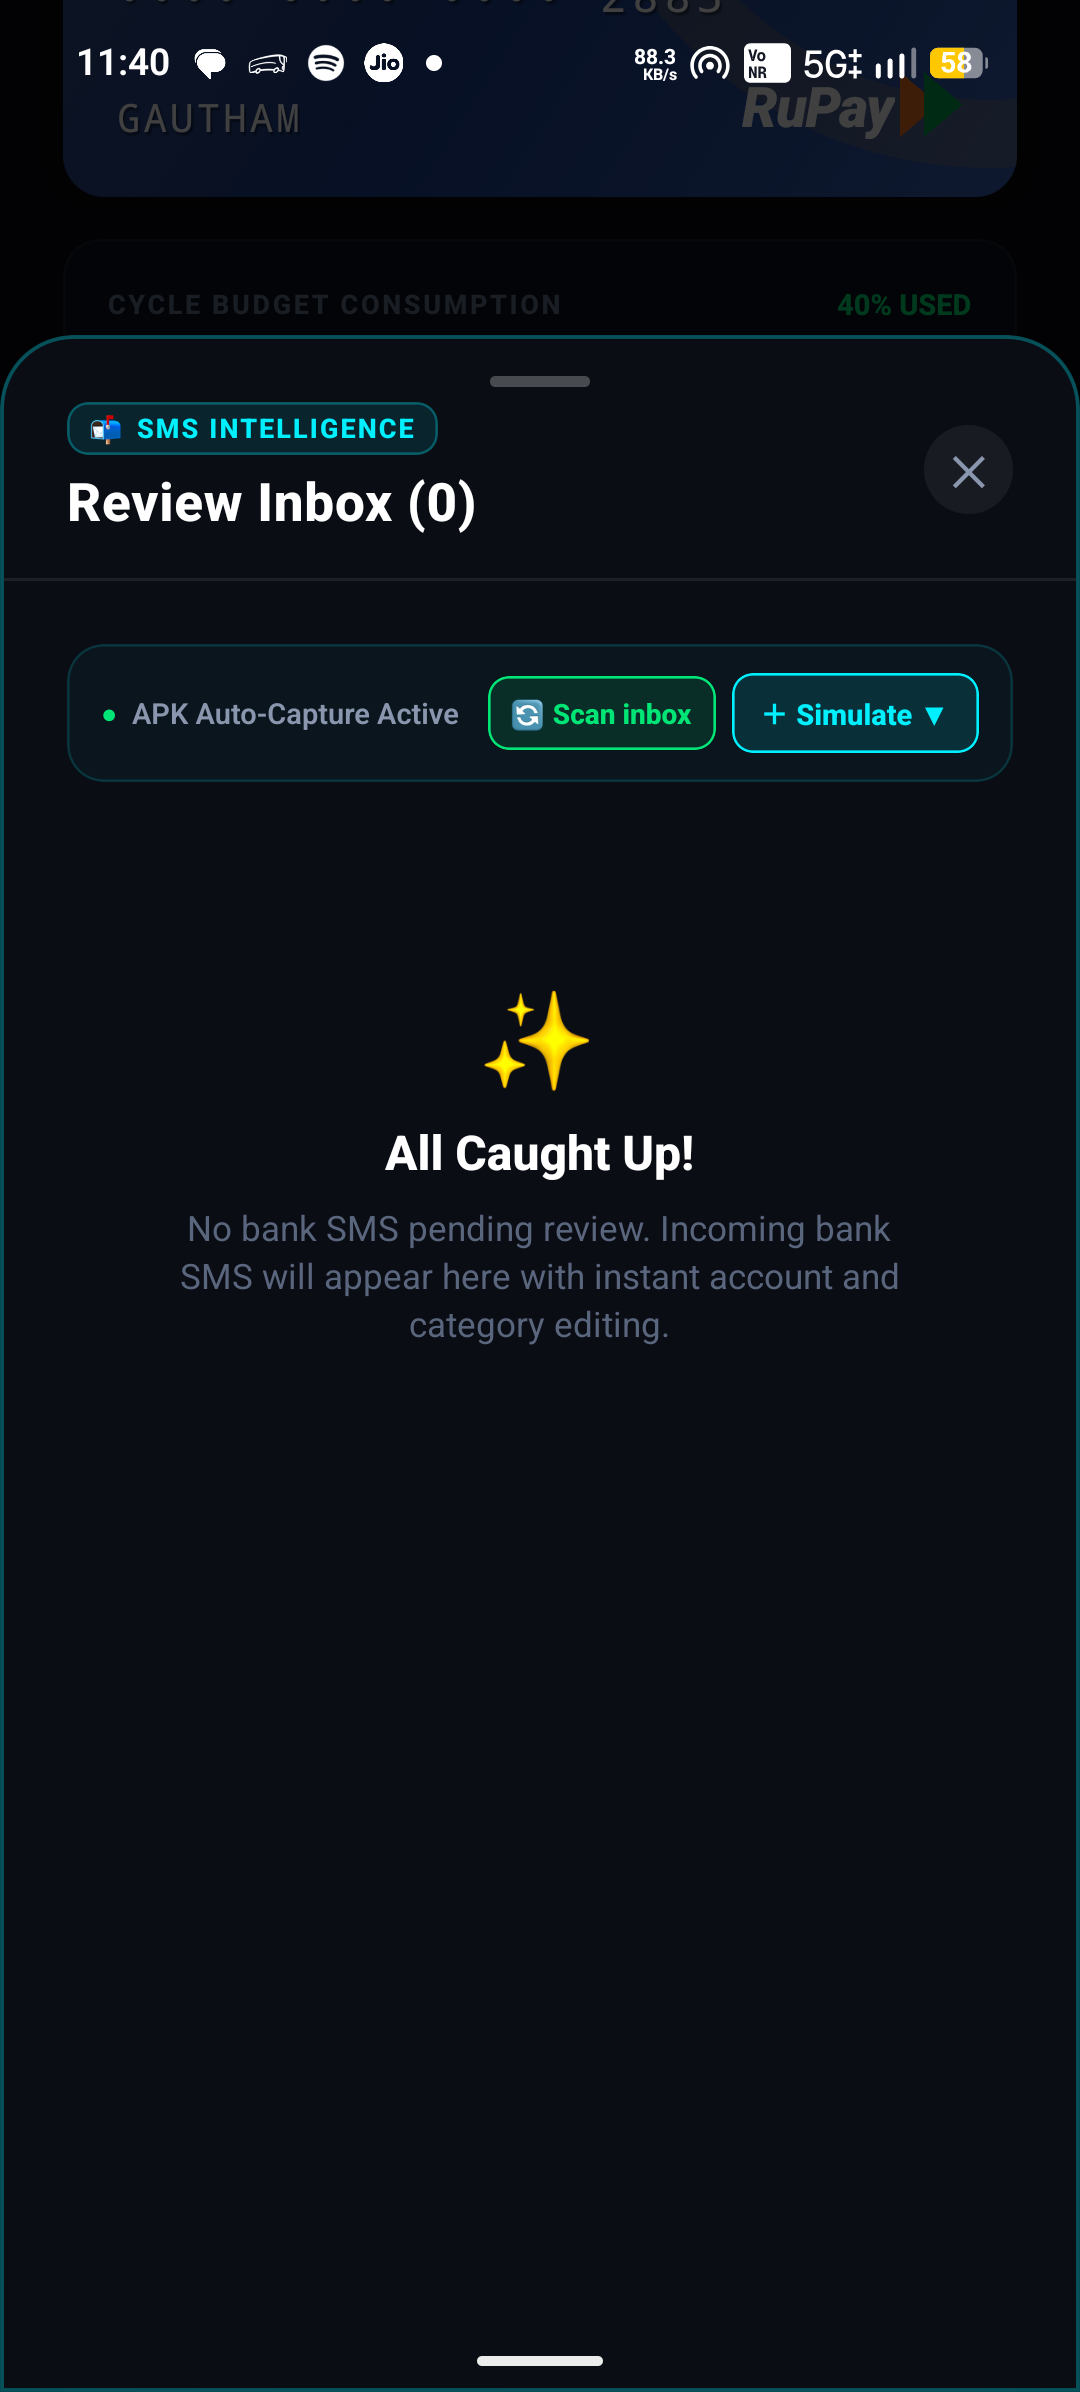 2885
11:40
Jio
88.3
KB/s
Vo
NR
5G‡
58
GAUTHAM
RuPay
CYCLE BUDGET CONSUMPTION
40% USED
SMS INTELLIGENCE
Review Inbox (0)
APK Auto-Capture Active
Scan inbox
+ Simulate ▼
All Caught Up!
No bank SMS pending review. Incoming bank
SMS will appear here with instant account and
category editing.